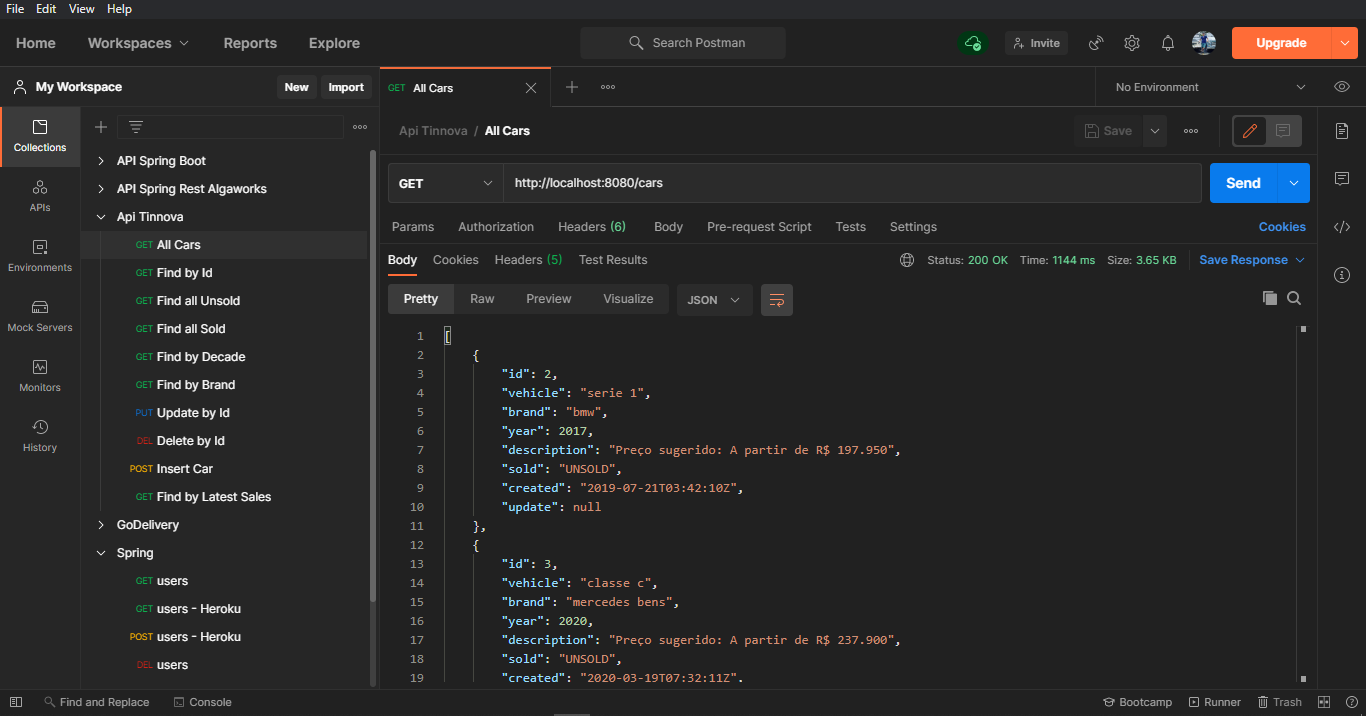 File Edit View Help
Home Workspaces Reports Explore Search Postman Invite Upgrade
My Workspace New Import GET All Cars No Environment
Collections
APIs
Environments
Mock Servers
Monitors
History
API Spring Boot
API Spring Rest Algaworks
Api Tinnova
GET All Cars
GET Find by Id
GET Find all Unsold
GET Find all Sold
GET Find by Decade
GET Find by Brand
PUT Update by Id
DEL Delete by Id
POST Insert Car
GET Find by Latest Sales
GoDelivery
Spring
GET users
GET users - Heroku
POST users - Heroku
DEL users
Api Tinnova / All Cars Save
GET http://localhost:8080/cars Send
Params Authorization Headers (6) Body Pre-request Script Tests Settings Cookies
Body Cookies Headers (5) Test Results Status: 200 OK Time: 1144 ms Size: 3.65 KB Save Response
Pretty Raw Preview Visualize JSON
1 [
2 {
3 "id": 2,
4 "vehicle": "serie 1",
5 "brand": "bmw",
6 "year": 2017,
7 "description": "Preço sugerido: A partir de R$ 197.950",
8 "sold": "UNSOLD",
9 "created": "2019-07-21T03:42:10Z",
10 "update": null
11 },
12 {
13 "id": 3,
14 "vehicle": "classe c",
15 "brand": "mercedes bens",
16 "year": 2020,
17 "description": "Preço sugerido: A partir de R$ 237.900",
18 "sold": "UNSOLD",
19 "created": "2020-03-19T07:32:11Z",
Find and Replace Console Bootcamp Runner Trash